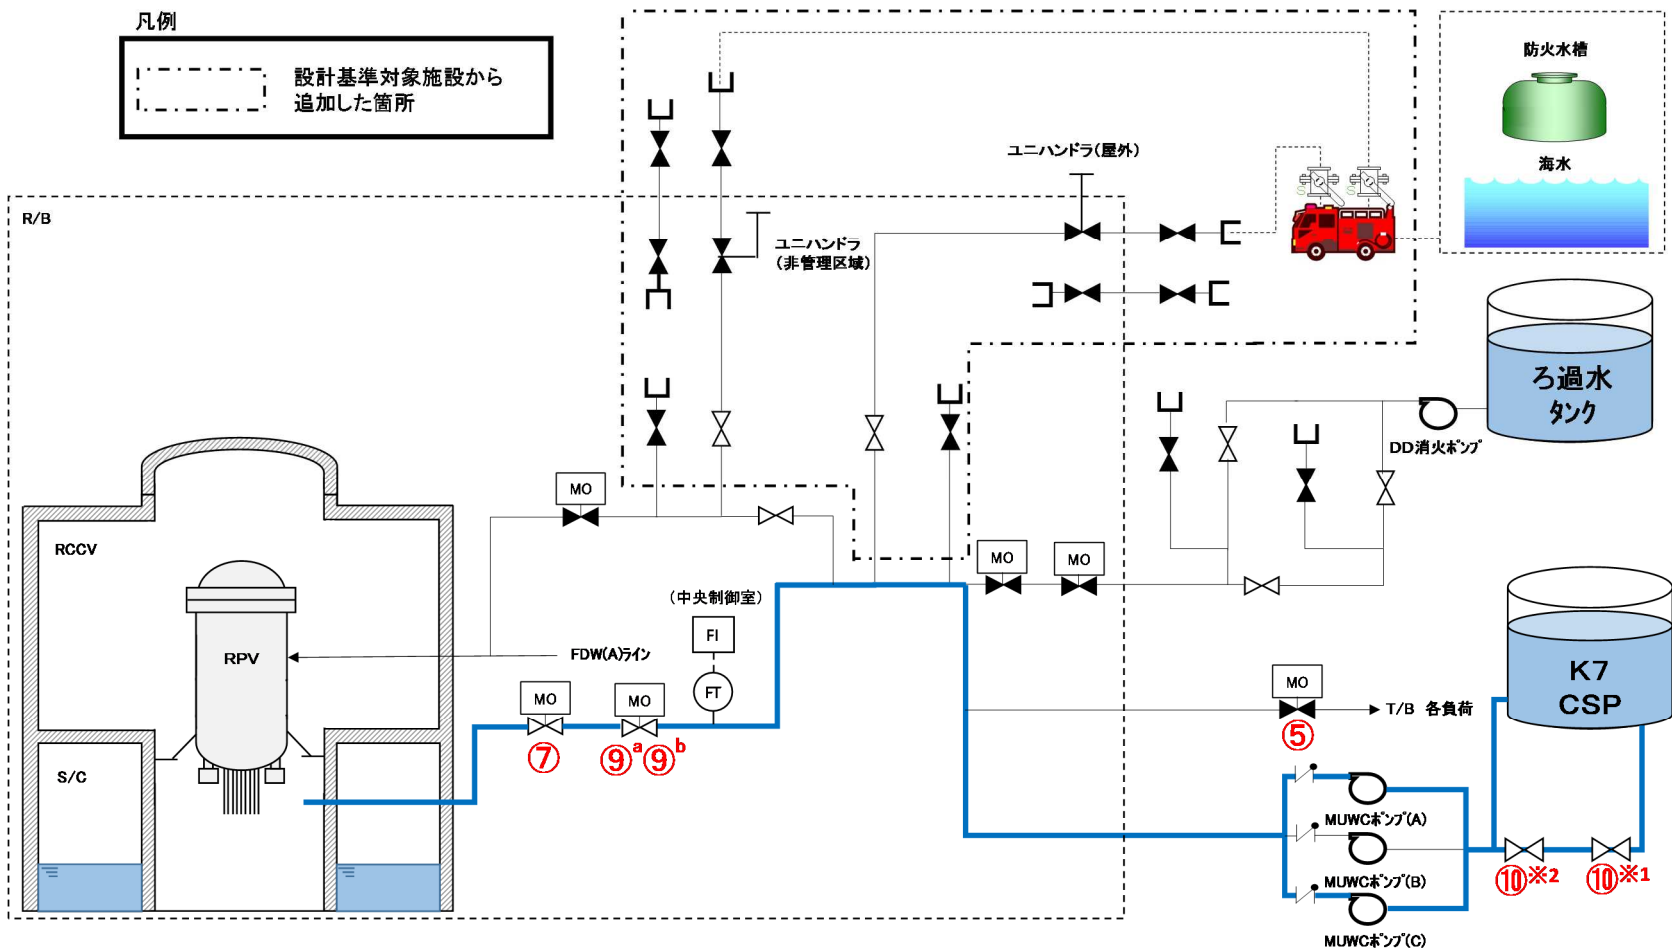 凡例
設計基準対象施設から
追加した箇所
防火水槽
海水
ユニハンドラ(屋外)
R/B
ユニハンドラ
(非管理区域)
ろ過水
タンク
DD消火ポンプ
MO
RCCV
MO
MO
(中央制御室)
FI
FDW(A)ライン
RPV
FT
K7
CSP
MO
T/B 各負荷
⑤
MO
MO
⑦
⑨a ⑨b
S/C
MUWCポンプ(A)
MUWCポンプ(B)
MUWCポンプ(C)
⑩※2
⑩※1